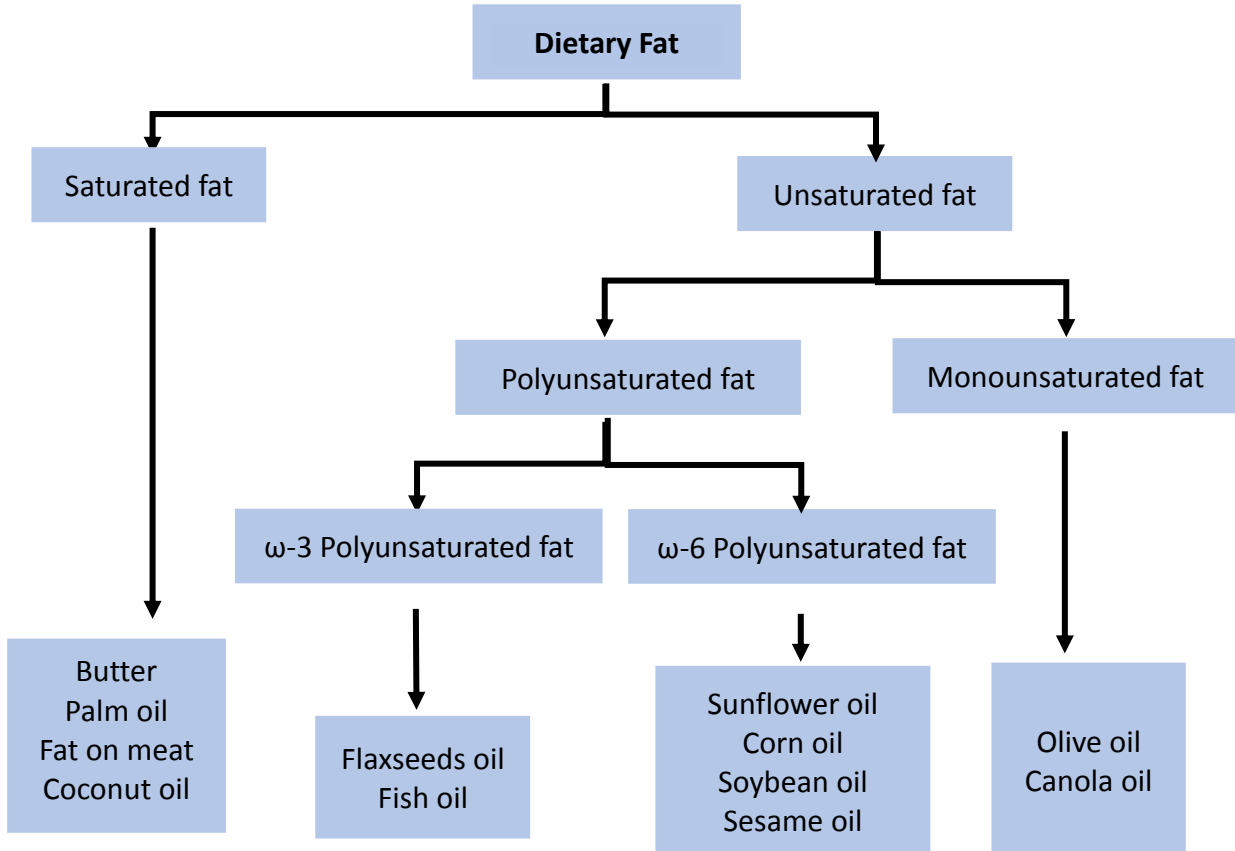 Dietary Fat
Saturated fat
Unsaturated fat
Polyunsaturated fat
Monounsaturated fat
ω-3 Polyunsaturated fat
ω-6 Polyunsaturated fat
Butter
Palm oil
Fat on meat
Coconut oil
Flaxseeds oil
Fish oil
Sunflower oil
Corn oil
Soybean oil
Sesame oil
Olive oil
Canola oil